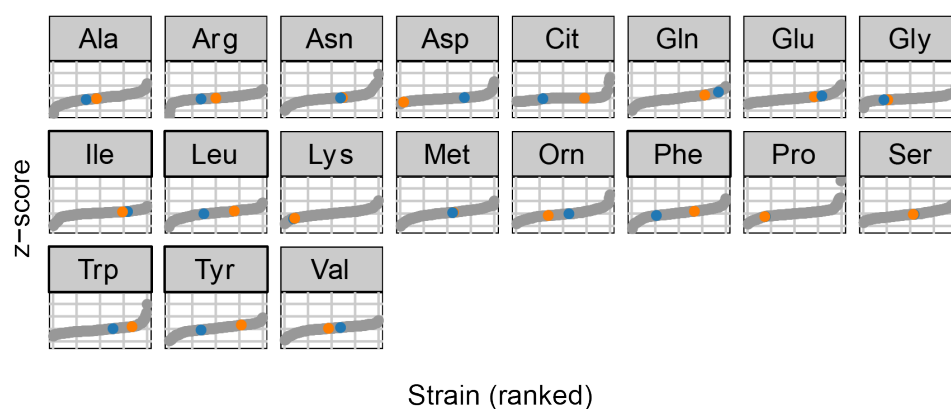 Ala Arg Asn Asp Cit Gln Glu Gly
Ile Leu Lys Met Orn Phe Pro Ser
Trp Tyr Val
z-score
Strain (ranked)